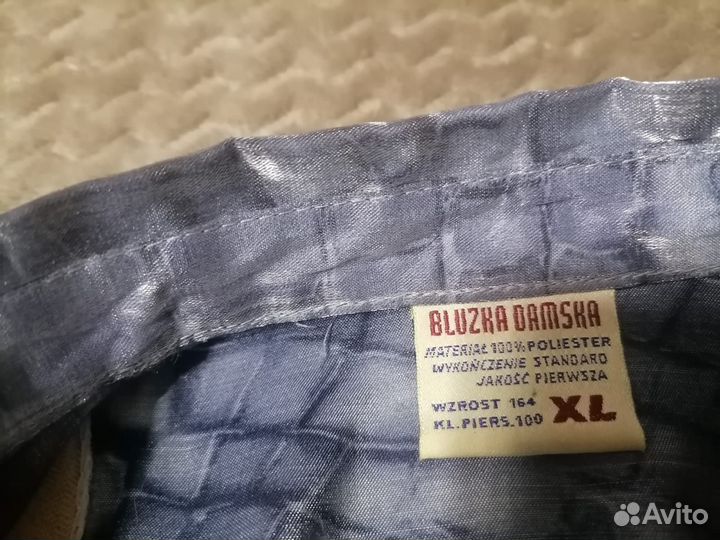 BLUZKA DAMSKA
MATERIAŁ 100% POLIESTER
WYKOŃCZENIE STANDARD
JAKOŚĆ PIERWSZA
WZROST 164
KL.PIERS.100 XL
Avito